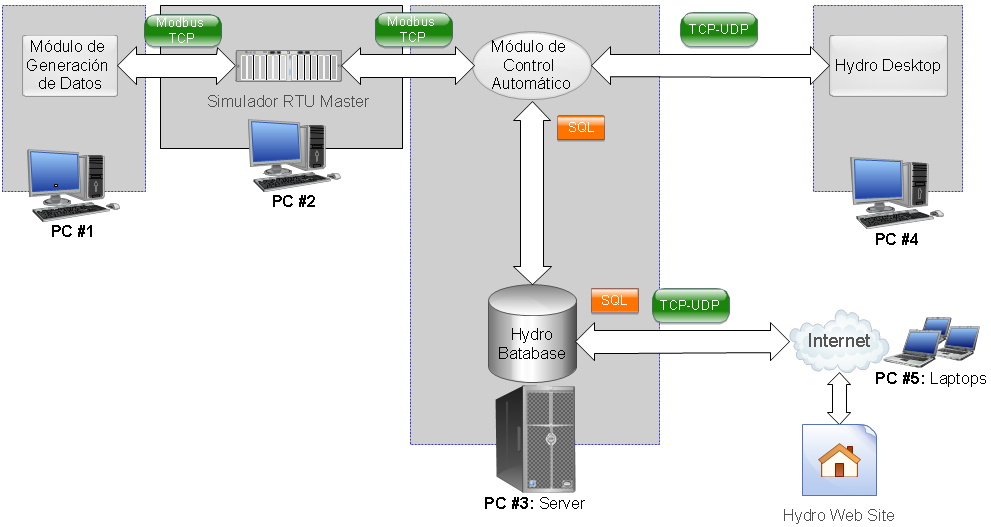 Modbus
TCP
Modbus
TCP
TCP-UDP
Módulo de
Generación
de Datos
Simulador RTU Master
Módulo de
Control
Automático
Hydro Desktop
SQL
PC #1
PC #2
PC #4
SQL
TCP-UDP
Hydro
Batabase
Internet
PC #5: Laptops
PC #3: Server
Hydro Web Site